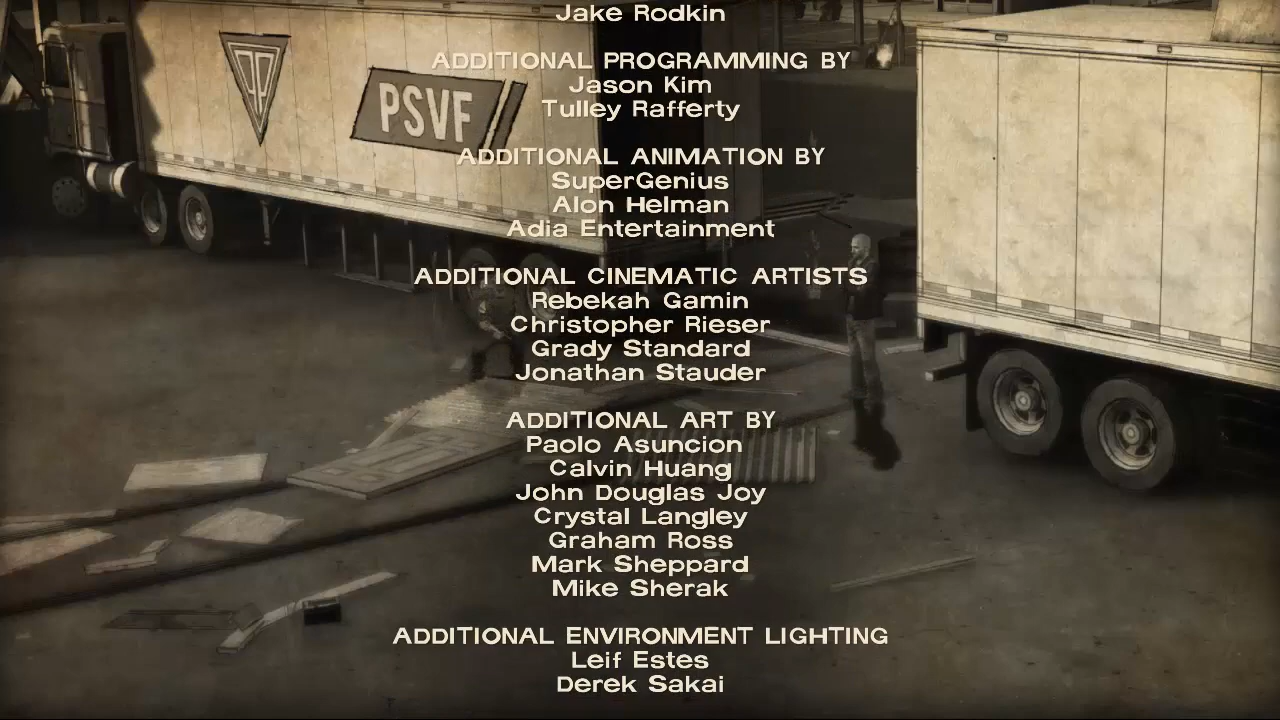 Jake Rodkin
ADDITIONAL PROGRAMMING BY
Jason Kim
Tulley Rafferty
PSVF
ADDITIONAL ANIMATION BY
SuperGenius
Alon Helman
Adia Entertainment
ADDITIONAL CINEMATIC ARTISTS
Rebekah Gamin
Christopher Rieser
Grady Standard
Jonathan Stauder
ADDITIONAL ART BY
Paolo Asuncion
Calvin Huang
John Douglas Joy
Crystal Langley
Graham Ross
Mark Sheppard
Mike Sherak
ADDITIONAL ENVIRONMENT LIGHTING
Leif Estes
Derek Sakai